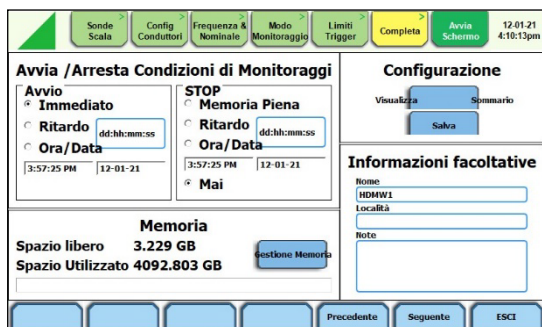 Sonde Scala
Config Conduttori
Frequenza & Nominale
Modo Monitoraggio
Limiti Trigger
Completa
Avvia Schermo
12-01-21
4:10:13pm
Avvia /Arresta Condizioni di Monitoraggi
Avvio
Immediato
Ritardo
dd:hh:mm:ss
Ora/Data
3:57:25 PM
12-01-21
STOP
Memoria Piena
Ritardo
dd:hh:mm:ss
Ora/Data
3:57:25 PM
12-01-21
Mai
Configurazione
Visualizza Sommario
Salva
Informazioni facoltative
Nome
HDMW1
Località
Note
Memoria
Spazio libero 3.229 GB
Spazio Utilizzato 4092.803 GB
Gestione Memoria
Precedente
Seguente
ESCI